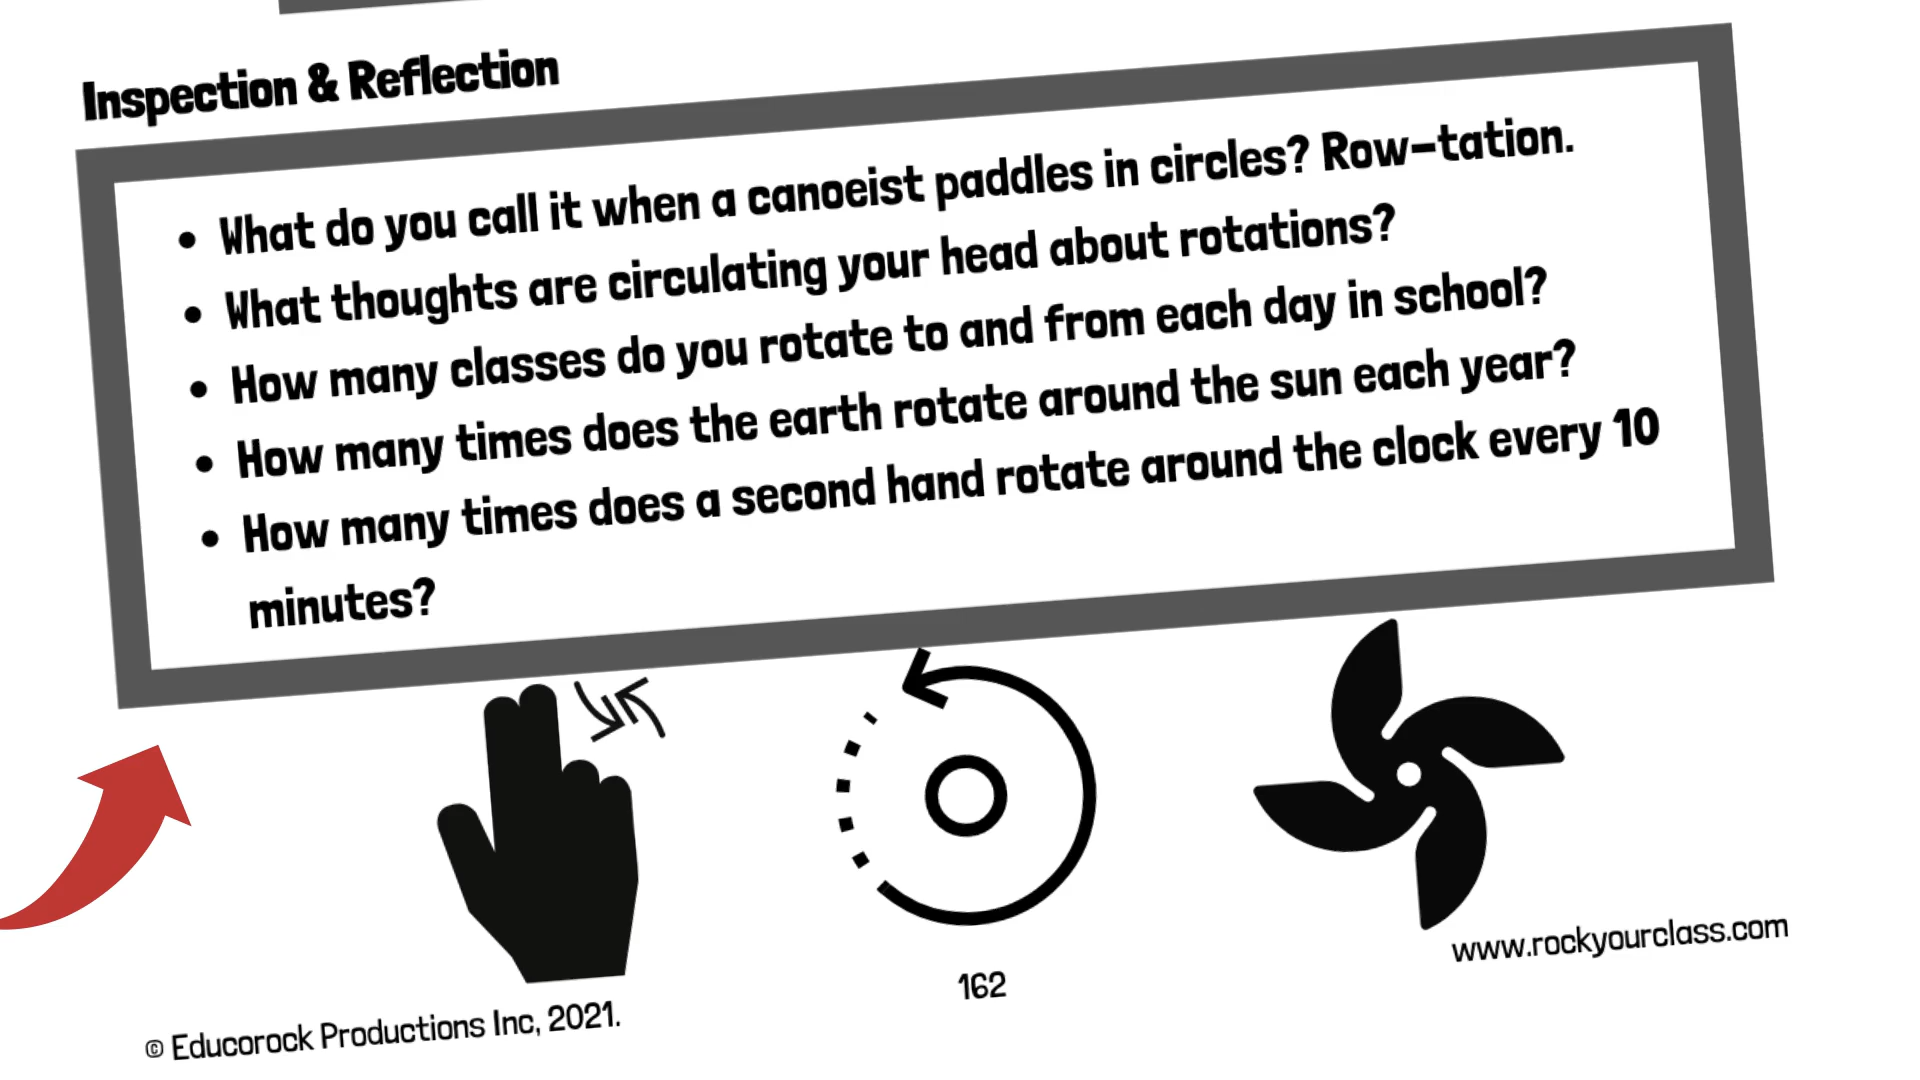 Inspection & Reflection
• What do you call it when a canoeist paddles in circles? Row-tation.
• What thoughts are circulating your head about rotations?
• How many classes do you rotate to and from each day in school?
• How many times does the earth rotate around the sun each year?
• How many times does a second hand rotate around the clock every 10
minutes?
www.rockyourclass.com
162
© Educorock Productions Inc, 2021.